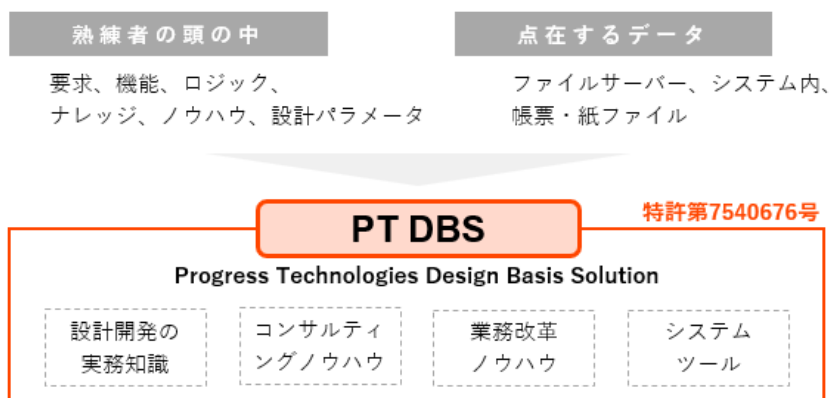 熟練者の頭の中
点在するデータ
要求、機能、ロジック、
ナレッジ、ノウハウ、設計パラメータ
ファイルサーバー、システム内、
帳票・紙ファイル
PT DBS
特許第7540676号
Progress Technologies Design Basis Solution
設計開発の
実務知識
コンサルティ
ングノウハウ
業務改革
ノウハウ
システム
ツール